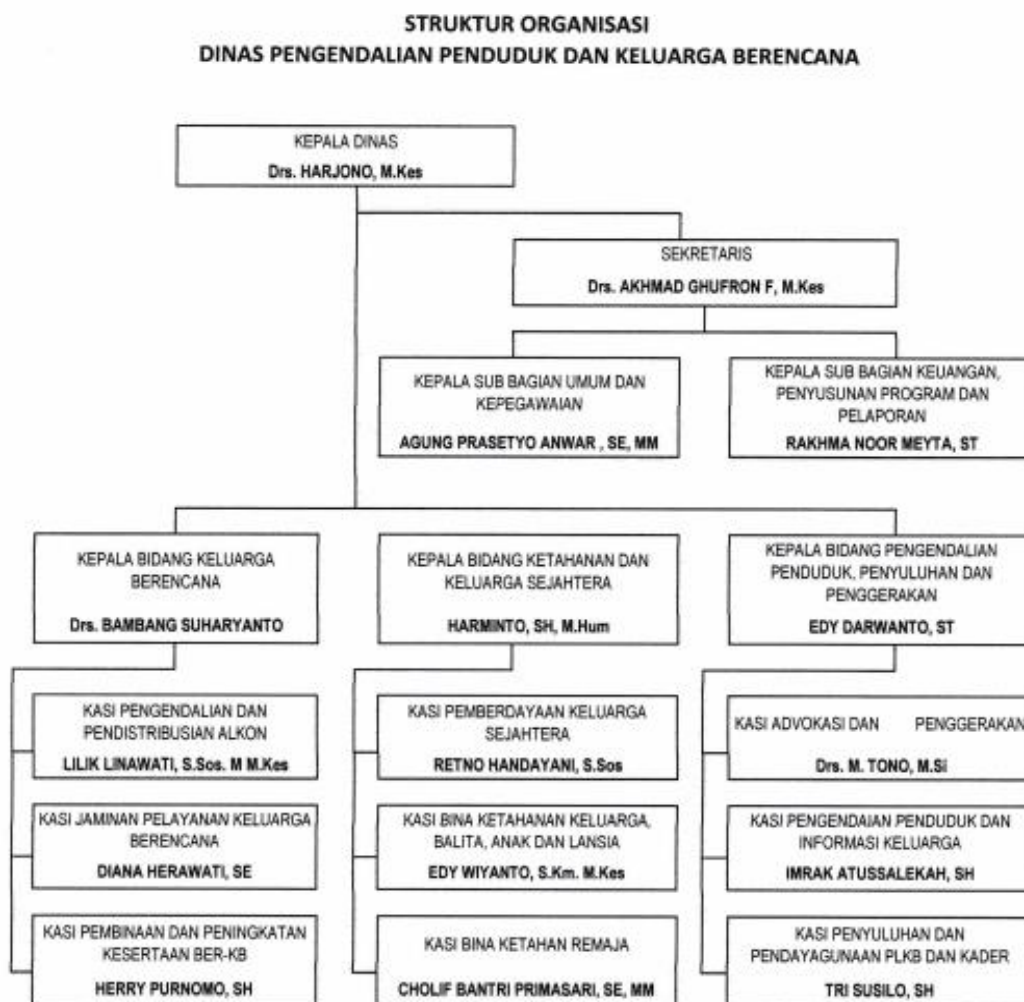 STRUKTUR ORGANISASI
DINAS PENGENDALIAN PENDUDUK DAN KELUARGA BERENCANA
KEPALA DINAS
Drs. HARJONO, M.Kes
SEKRETARIS
Drs. AKHMAD GHUFRON F, M.Kes
KEPALA SUB BAGIAN UMUM DAN
KEPEGAWAIAN
AGUNG PRASETYO ANWAR , SE, MM
KEPALA SUB BAGIAN KEUANGAN,
PENYUSUNAN PROGRAM DAN
PELAPORAN
RAKHMA NOOR MEYTA, ST
KEPALA BIDANG KELUARGA
BERENCANA
Drs. BAMBANG SUHARYANTO
KEPALA BIDANG KETAHANAN DAN
KELUARGA SEJAHTERA
HARMINTO, SH, M.Hum
KEPALA BIDANG PENGENDALIAN
PENDUDUK, PENYULUHAN DAN
PENGGERAKAN
EDY DARWANTO, ST
KASI PENGENDALIAN DAN
PENDISTRIBUSIAN ALKON
LILIK LINAWATI, S.Sos. M M.Kes
KASI PEMBERDAYAAN KELUARGA
SEJAHTERA
RETNO HANDAYANI, S.Sos
KASI ADVOKASI DAN PENGGERAKAN
Drs. M. TONO, M.Si
KASI JAMINAN PELAYANAN KELUARGA
BERENCANA
DIANA HERAWATI, SE
KASI BINA KETAHANAN KELUARGA,
BALITA, ANAK DAN LANSIA
EDY WIYANTO, S.Km. M.Kes
KASI PENGENDAIAN PENDUDUK DAN
INFORMASI KELUARGA
IMRAK ATUSSALEKAH, SH
KASI PEMBINAAN DAN PENINGKATAN
KESERTAAN BER-KB
HERRY PURNOMO, SH
KASI BINA KETAHAN REMAJA
CHOLIF BANTRI PRIMASARI, SE, MM
KASI PENYULUHAN DAN
PENDAYAGUNAAN PLKB DAN KADER
TRI SUSILO, SH